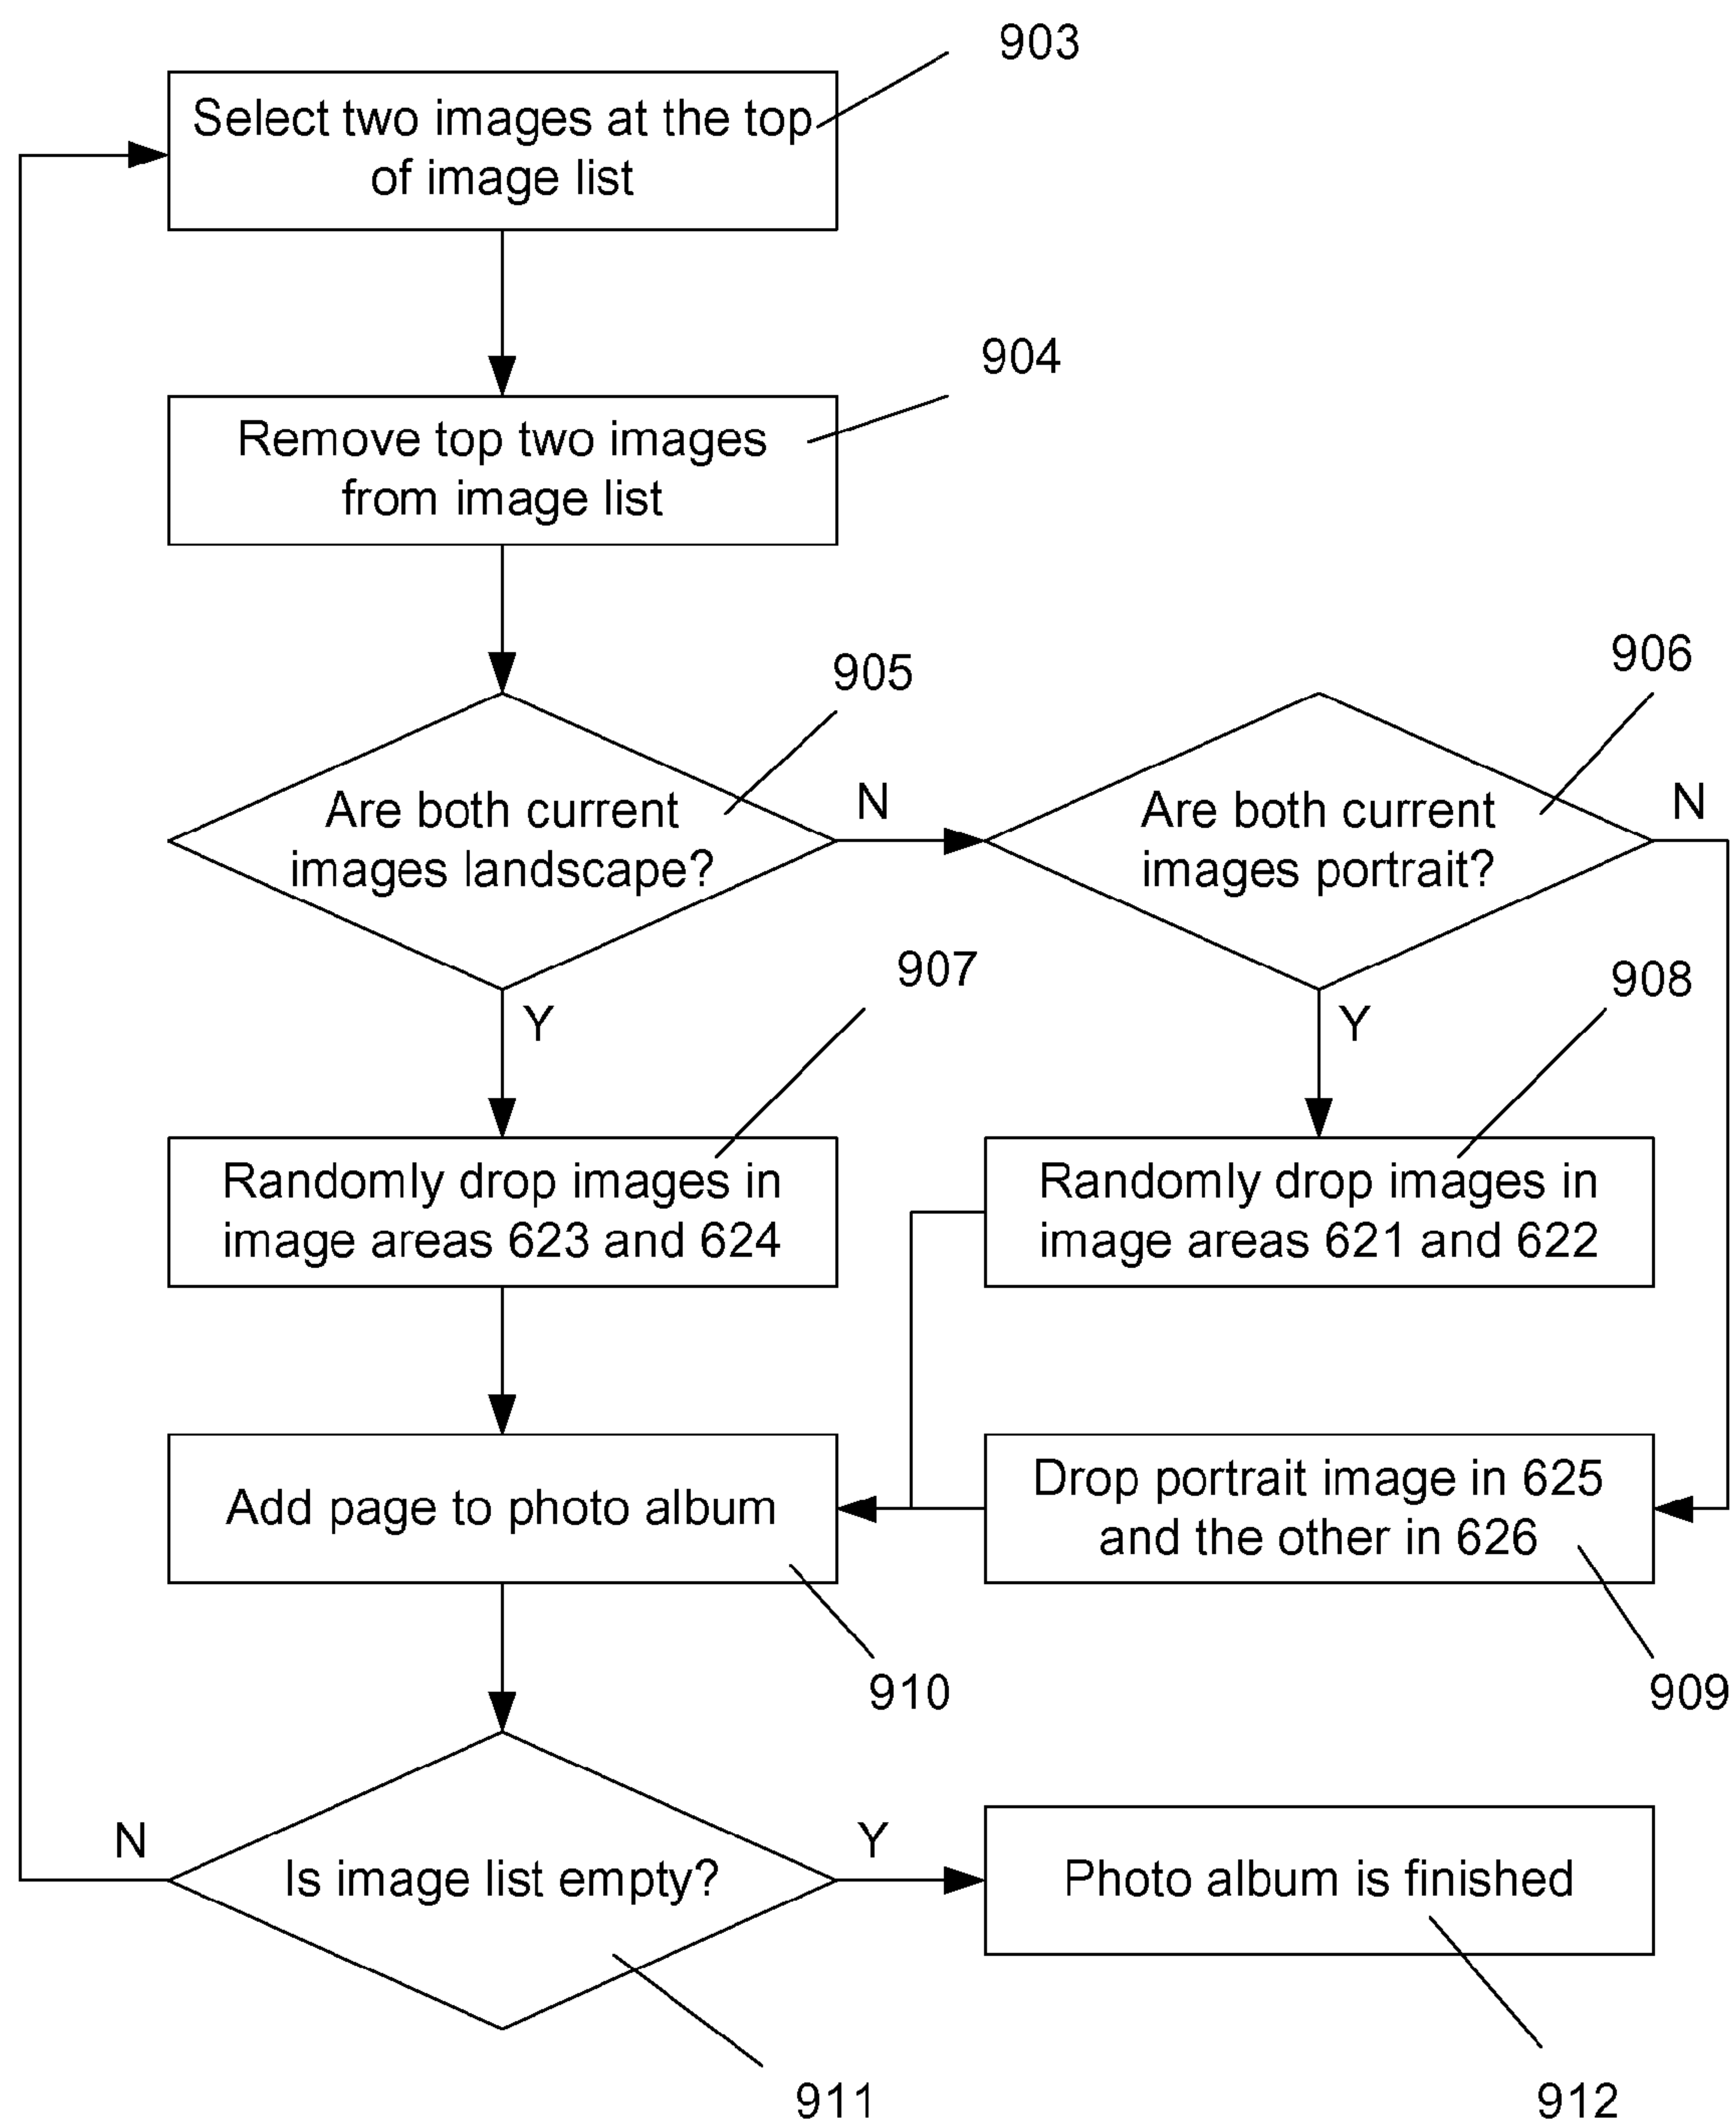 903
Select two images at the top
of image list
904
Remove top two images
from image list
905
906
Are both current
images landscape?
N
Are both current
images portrait?
N
907
908
Y
Y
Randomly drop images in
image areas 623 and 624
Randomly drop images in
image areas 621 and 622
Add page to photo album
Drop portrait image in 625
and the other in 626
910
909
N
Is image list empty?
Y
Photo album is finished
911
912